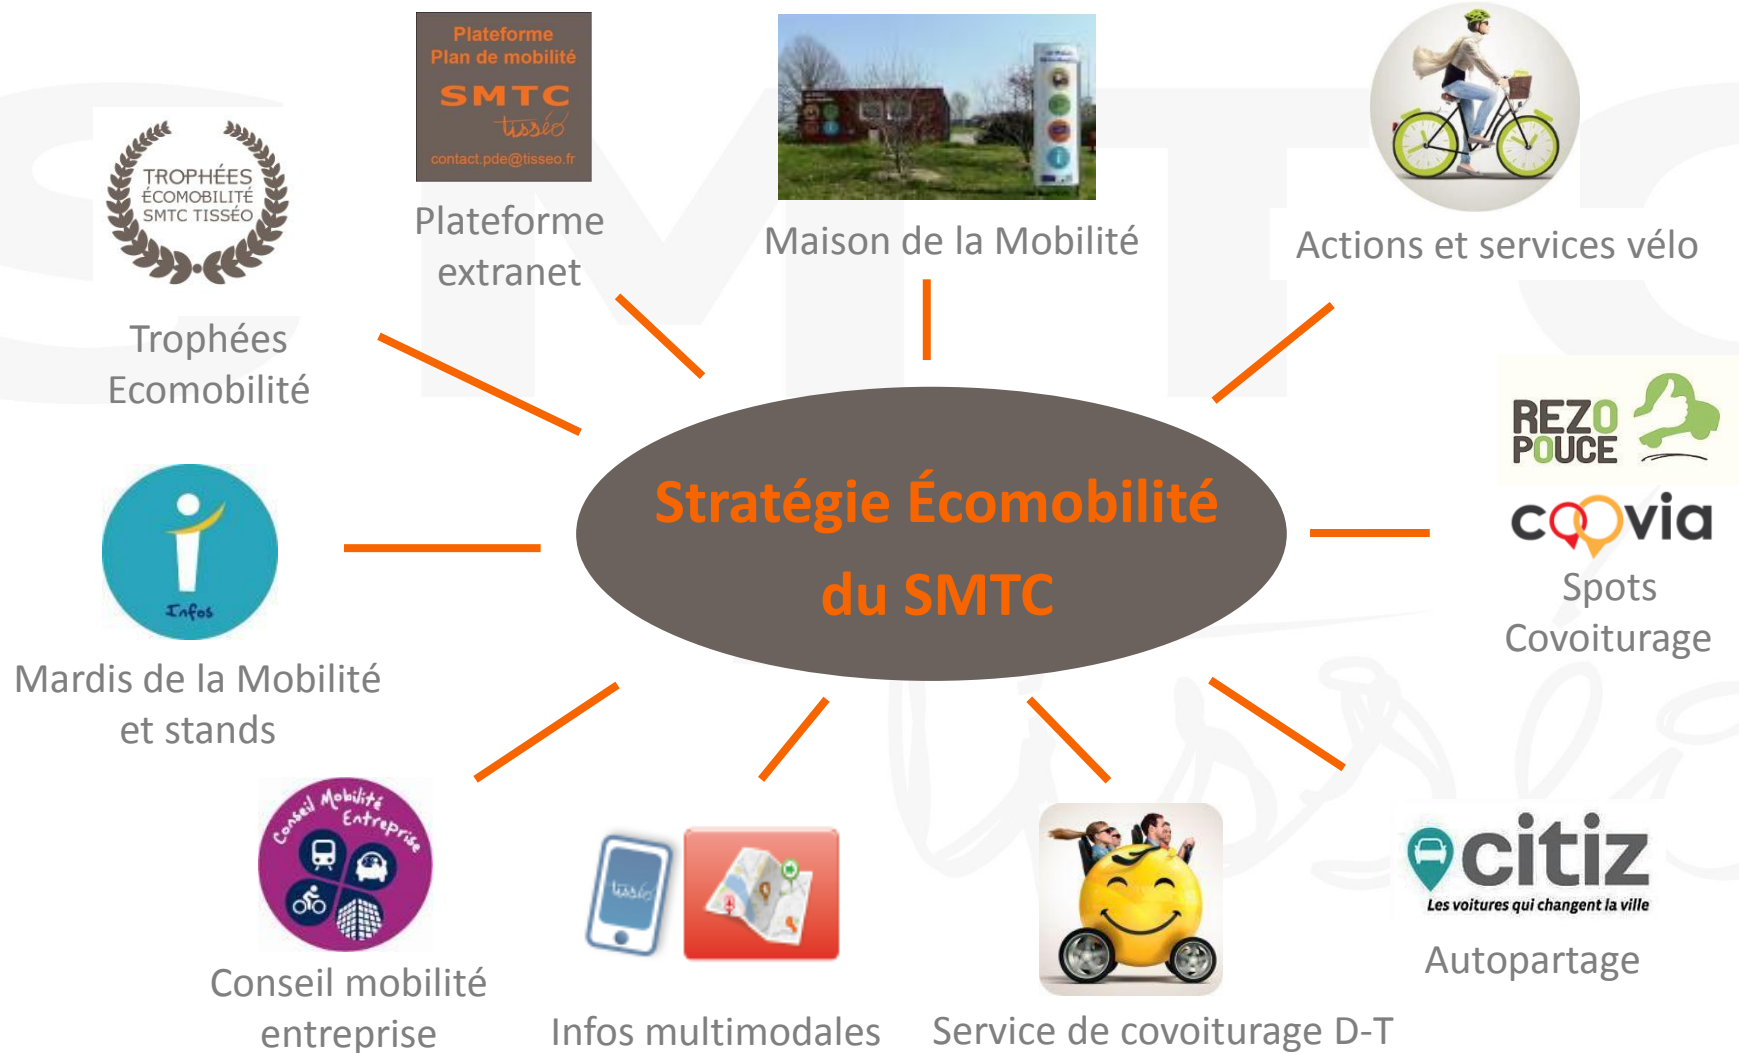 Plateforme
Plan de mobilité
SMTC
tisséo
contact.pde@tisseo.fr
Plateforme
extranet
Maison de la Mobilité
Actions et services vélo
TROPHÉES
ÉCOMOBILITÉ
SMTC TISSÉO
Trophées
Ecomobilité
REZO
POUCE
coovia
Spots
Covoiturage
Stratégie Écomobilité
du SMTC
Infos
Mardis de la Mobilité
et stands
Conseil Mobilité
Entreprise
Conseil mobilité
entreprise
tisséo
Infos multimodales
Service de covoiturage D-T
citiz
Les voitures qui changent la ville
Autopartage
SMTC
tisséo